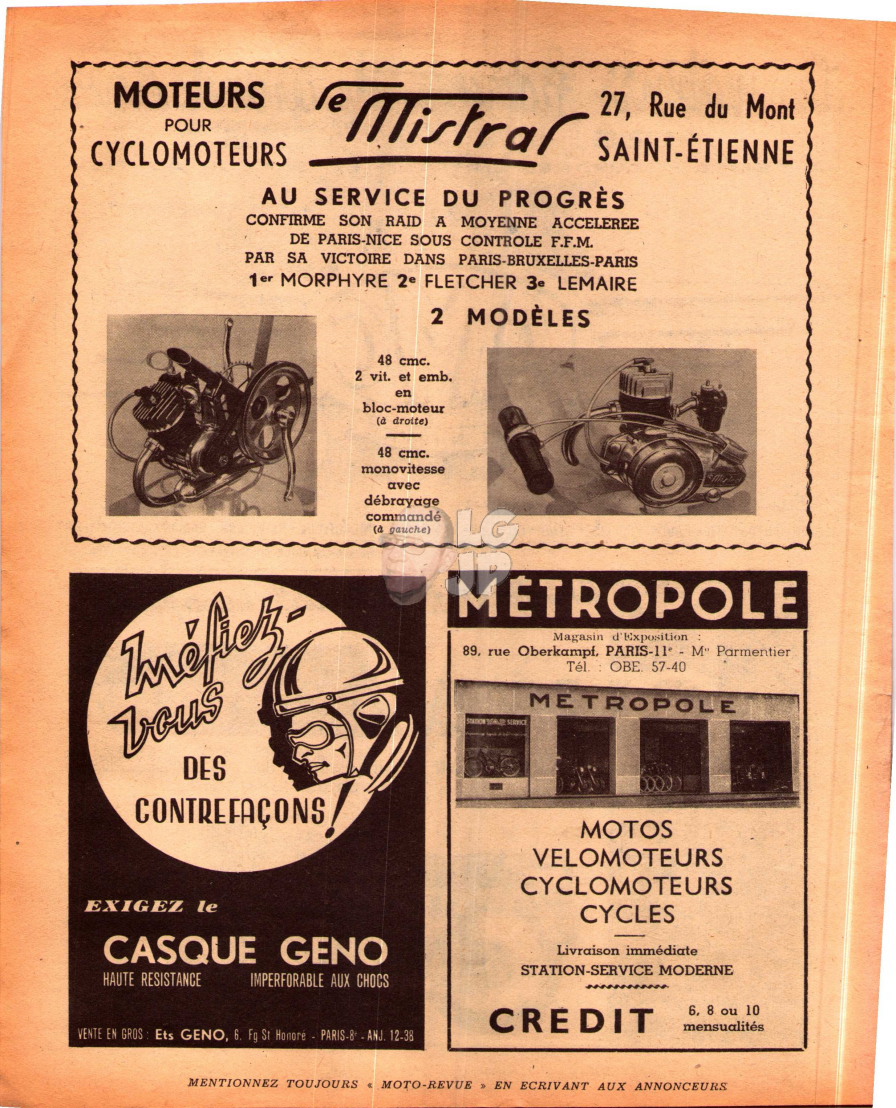 MOTEURS
POUR
CYCLOMOTEURS
le Mistral
27, Rue du Mont
SAINT-ÉTIENNE
AU SERVICE DU PROGRÈS
CONFIRME SON RAID A MOYENNE ACCELEREE
DE PARIS-NICE SOUS CONTROLE F.F.M.
PAR SA VICTOIRE DANS PARIS-BRUXELLES-PARIS
1er MORPHYRE 2e FLETCHER 3e LEMAIRE
2 MODÈLES
48 cmc.
2 vit. et emb.
en
bloc-moteur
(à droite)
48 cmc.
monovitesse
avec
débrayage
commandé
(à gauche)
Mistral
LG
JP
Méfiez-
vous
DES
CONTREFAÇONS!
EXIGEZ le
CASQUE GENO
HAUTE RESISTANCE IMPERFORABLE AUX CHOCS
VENTE EN GROS : Ets GENO, 6, Fg St Honore - PARIS-8e - ANJ. 12-38
MÉTROPOLE
Magasin d'Exposition :
89, rue Oberkampf, PARIS-11e - Mo Parmentier
Tél. : OBE. 57-40
METROPOLE
STATION SERVICE
MOTOS
VELOMOTEURS
CYCLOMOTEURS
CYCLES
Livraison immédiate
STATION-SERVICE MODERNE
CREDIT 6, 8 ou 10
mensualités
MENTIONNEZ TOUJOURS « MOTO-REVUE » EN ECRIVANT AUX ANNONCEURS